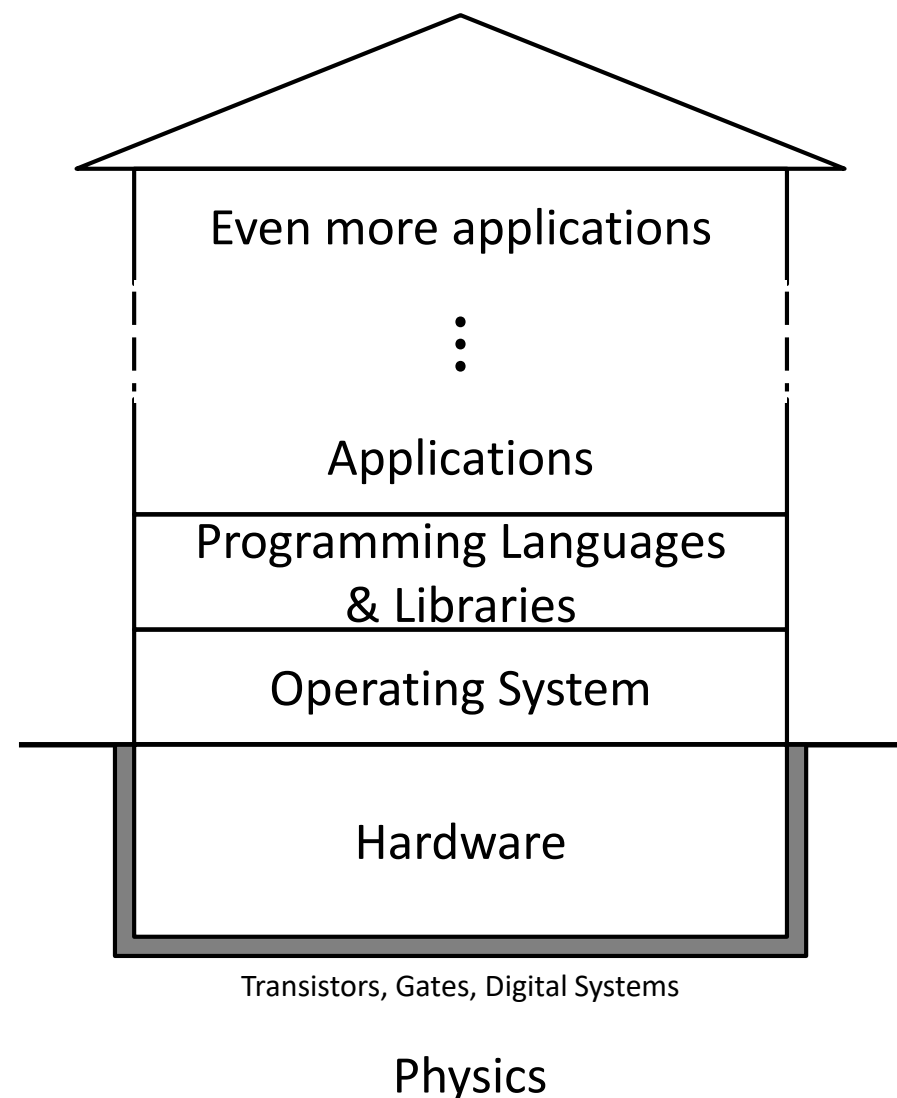 Even more applications
Applications
Programming Languages
& Libraries
Operating System
Hardware
Transistors, Gates, Digital Systems
Physics